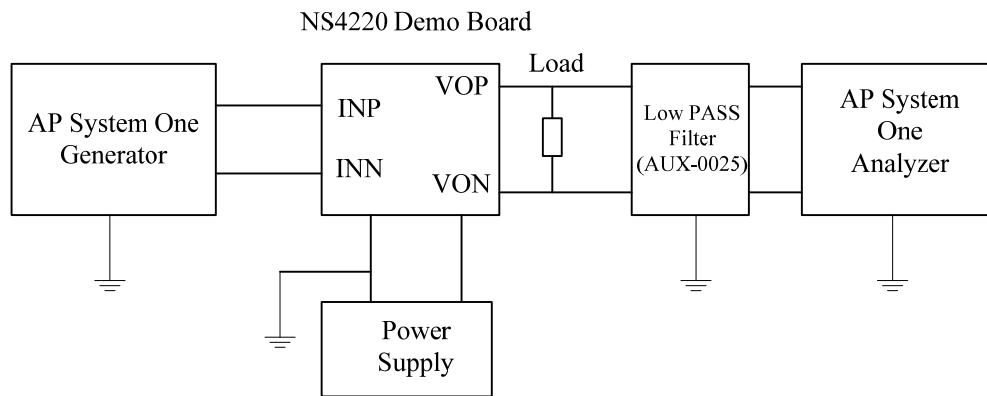 NS4220 Demo Board
AP System One
Generator
INP
INN
VOP
VON
Load
Low PASS
Filter
(AUX-0025)
AP System
One
Analyzer
Power
Supply